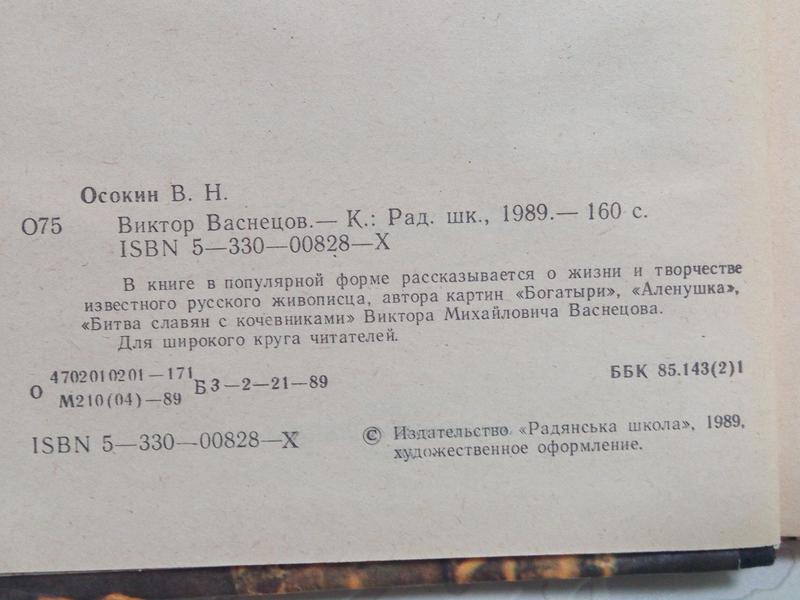 Осокин В. Н.
О75 Виктор Васнецов.— К.: Рад. шк., 1989.— 160 с.
ISBN 5—330—00828—X
В книге в популярной форме рассказывается о жизни и творчестве
известного русского живописца, автора картин «Богатыри», «Аленушка»,
«Битва славян с кочевниками» Виктора Михайловича Васнецова.
Для широкого круга читателей.
О 4702010201—171 БЗ—2—21—89 ББК 85.143(2)1
М210(04)—89
ISBN 5—330—00828—X
© Издательство «Радянська школа», 1989,
художественное оформление.